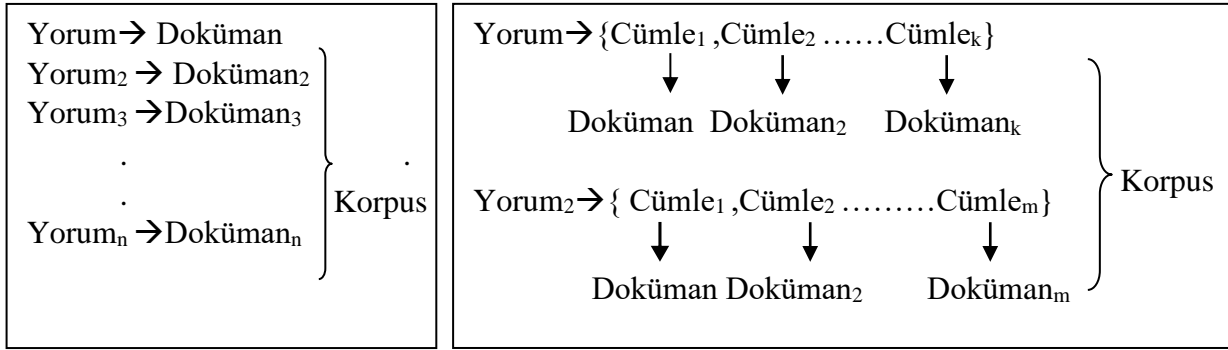 Yorum→ Doküman
Yorum₂ → Doküman₂
Yorum₃ →Doküman₃
. .
.
Korpus
Yorumₙ →Dokümanₙ
Yorum→{Cümle₁ ,Cümle₂ ……Cümleₖ}
Doküman Doküman₂ Dokümanₖ
Korpus
Yorum₂→{ Cümle₁ ,Cümle₂ ………Cümleₘ}
Doküman Doküman₂ Dokümanₘ